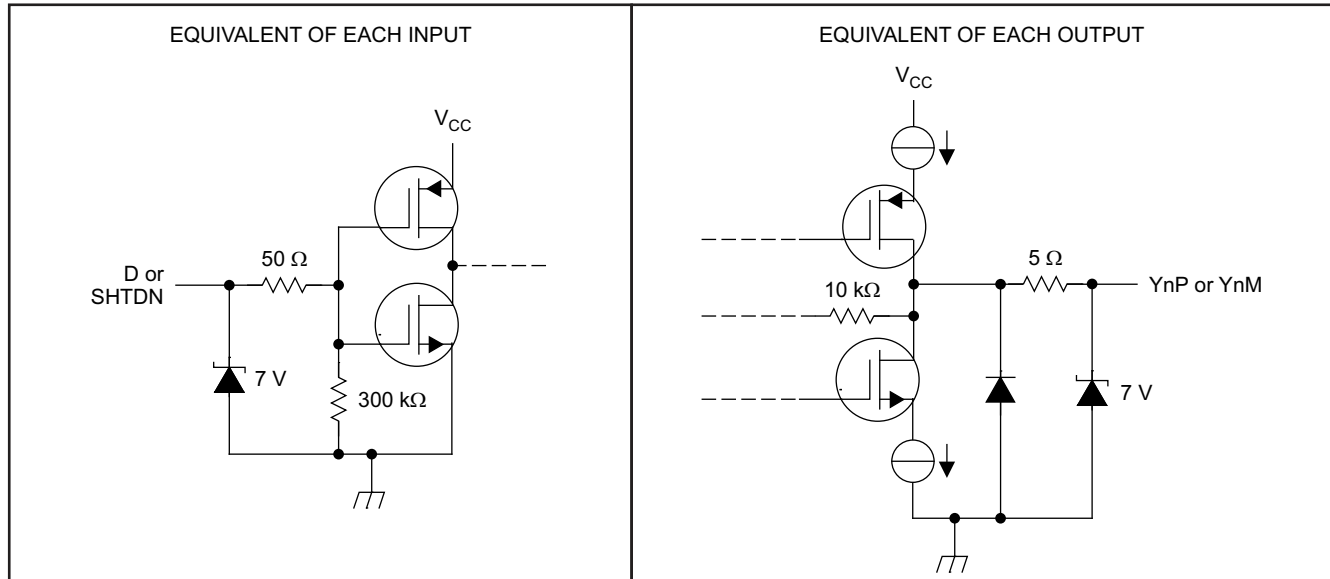 EQUIVALENT OF EACH INPUT
V_CC
50 Ω
D or
SHTDN
7 V
300 kΩ
EQUIVALENT OF EACH OUTPUT
V_CC
5 Ω
10 kΩ
YnP or YnM
7 V